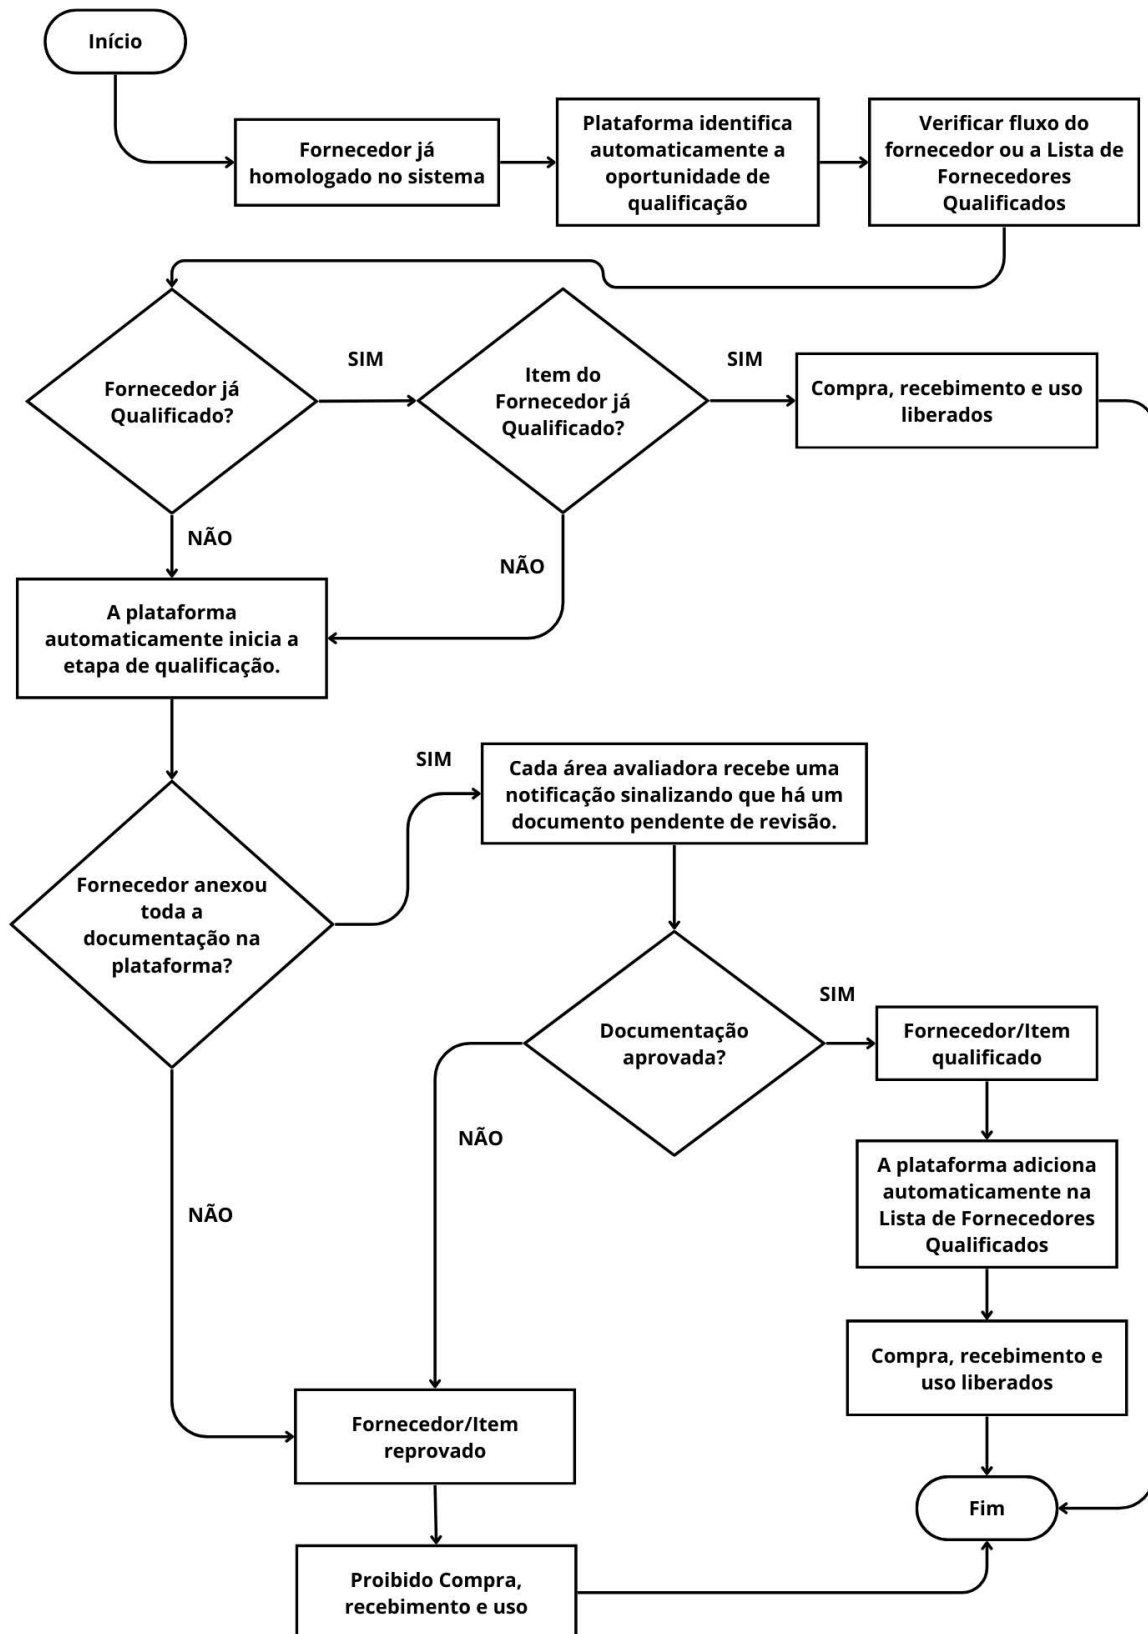 Início
Fornecedor já
homologado no sistema
Plataforma identifica
automaticamente a
oportunidade de
qualificação
Verificar fluxo do
fornecedor ou a Lista de
Fornecedores
Qualificados
Fornecedor já
Qualificado?
SIM
Item do
Fornecedor já
Qualificado?
SIM
Compra, recebimento e uso
liberados
NÃO
NÃO
A plataforma
automaticamente inicia a
etapa de qualificação.
SIM
Cada área avaliadora recebe uma
notificação sinalizando que há um
documento pendente de revisão.
Fornecedor anexou
toda a
documentação na
plataforma?
Documentação
aprovada?
SIM
Fornecedor/Item
qualificado
NÃO
A plataforma adiciona
automaticamente na
Lista de Fornecedores
Qualificados
NÃO
Compra, recebimento e
uso liberados
Fornecedor/Item
reprovado
Fim
Proibido Compra,
recebimento e uso